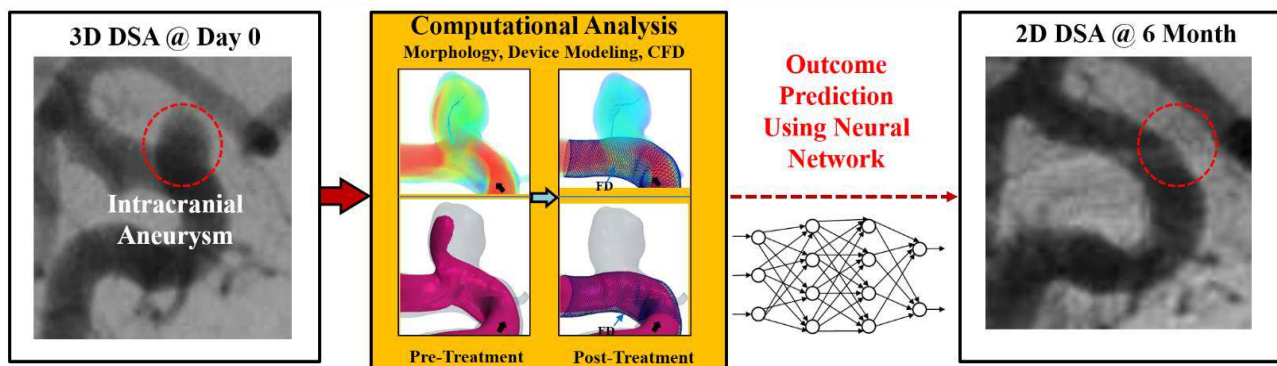 3D DSA @ Day 0
Intracranial
Aneurysm
Computational Analysis
Morphology, Device Modeling, CFD
FD
FD
Pre-Treatment
Post-Treatment
Outcome
Prediction
Using Neural
Network
2D DSA @ 6 Month